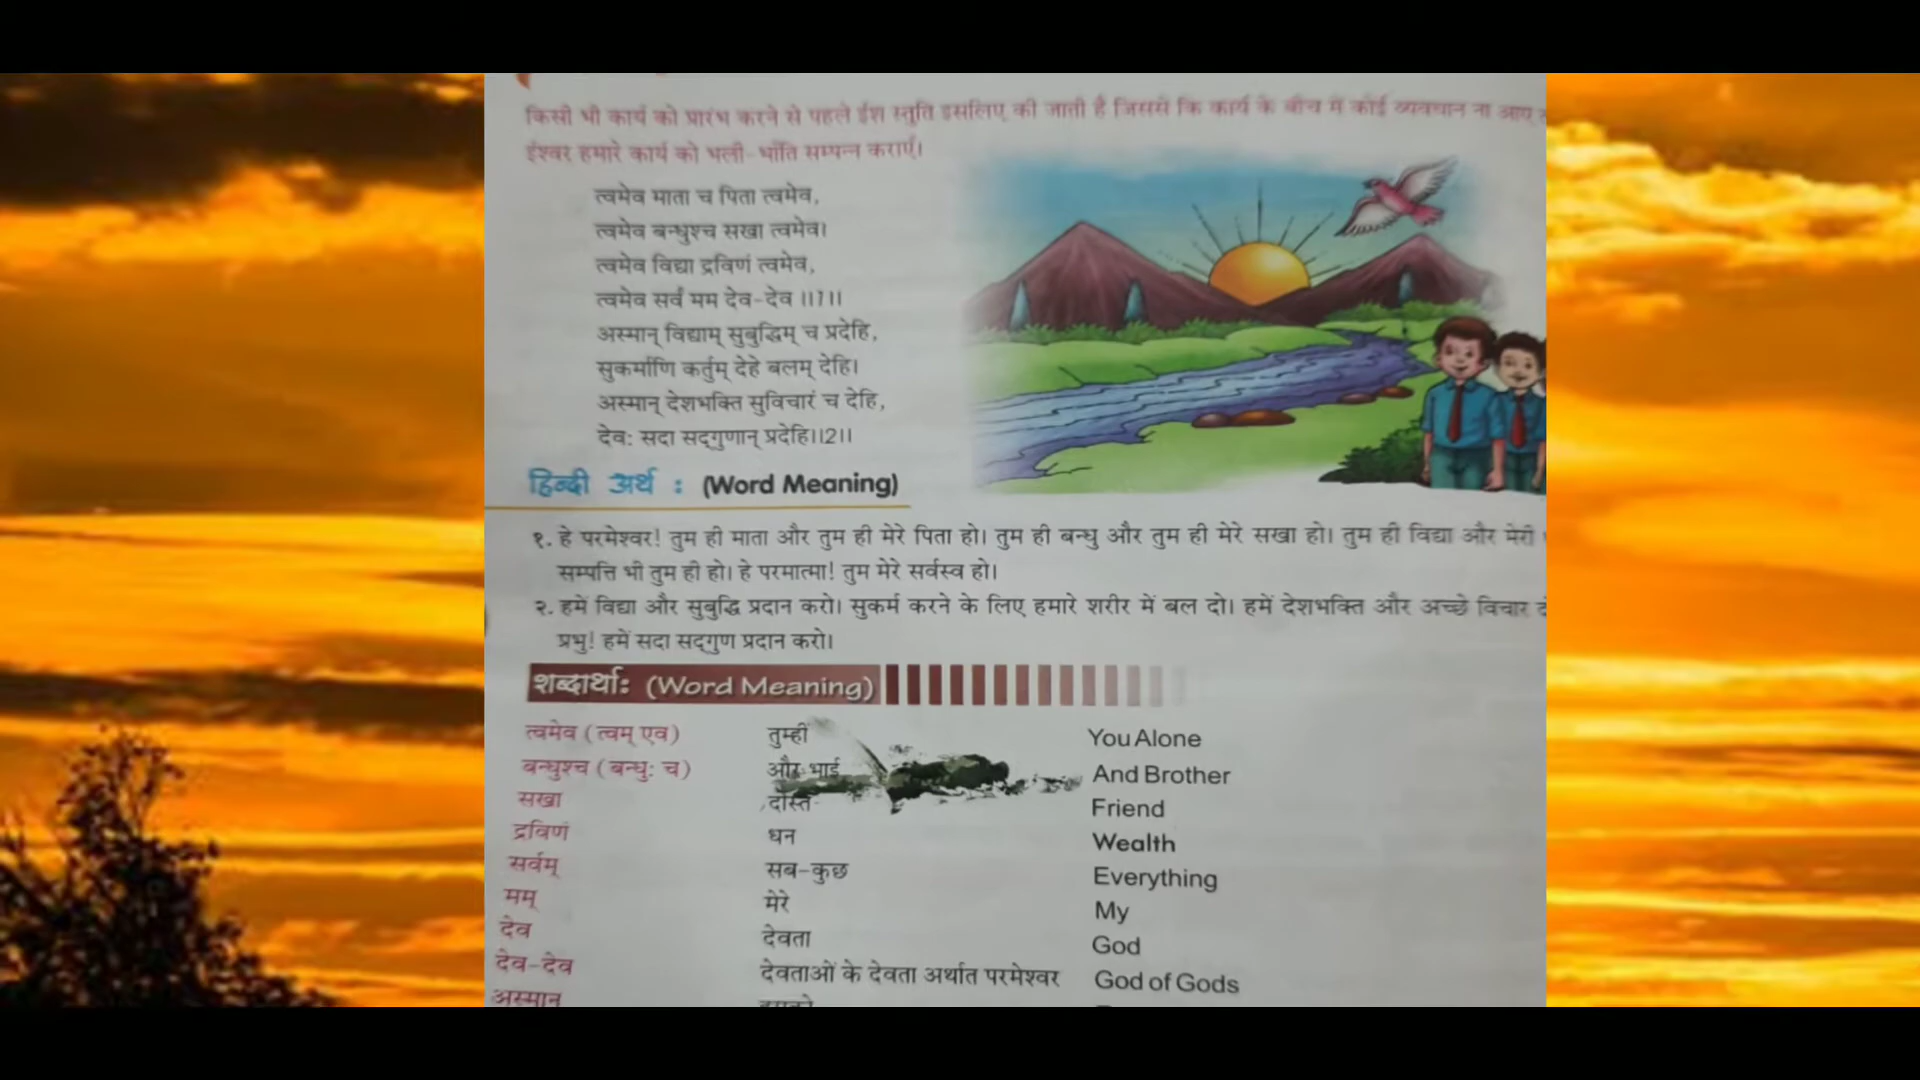 किसी भी कार्य को प्रारंभ करने से पहले ईश स्तुति इसलिए की जाती है जिससे कि कार्य के बीच में कोई व्यवधान ना आए
ईश्वर हमारे कार्य को भली-भाँति सम्पन्न कराएँ।
त्वमेव माता च पिता त्वमेव,
त्वमेव बन्धुश्च सखा त्वमेव।
त्वमेव विद्या द्रविणं त्वमेव,
त्वमेव सर्वं मम देव-देव ।।1।।
अस्मान् विद्याम् सुबुद्धिम् च प्रदेहि,
सुकर्माणि कर्तुम् देहे बलम् देहि।
अस्मान् देशभक्ति सुविचारं च देहि,
देव: सदा सद्गुणान् प्रदेहि।।2।।
हिन्दी अर्थ : (Word Meaning)
१. हे परमेश्वर! तुम ही माता और तुम ही मेरे पिता हो। तुम ही बन्धु और तुम ही मेरे सखा हो। तुम ही विद्या और मेरी
सम्पत्ति भी तुम ही हो। हे परमात्मा! तुम मेरे सर्वस्व हो।
२. हमें विद्या और सुबुद्धि प्रदान करो। सुकर्म करने के लिए हमारे शरीर में बल दो। हमें देशभक्ति और अच्छे विचार
प्रभु! हमें सदा सद्गुण प्रदान करो।
शब्दार्थाः (Word Meaning)
त्वमेव (त्वम् एव) तुम्हीं You Alone
बन्धुश्च (बन्धु: च) और भाई And Brother
सखा दोस्त Friend
द्रविणं धन Wealth
सर्वम् सब-कुछ Everything
मम् मेरे My
देव देवता God
देव-देव देवताओं के देवता अर्थात परमेश्वर God of Gods
अस्मान्